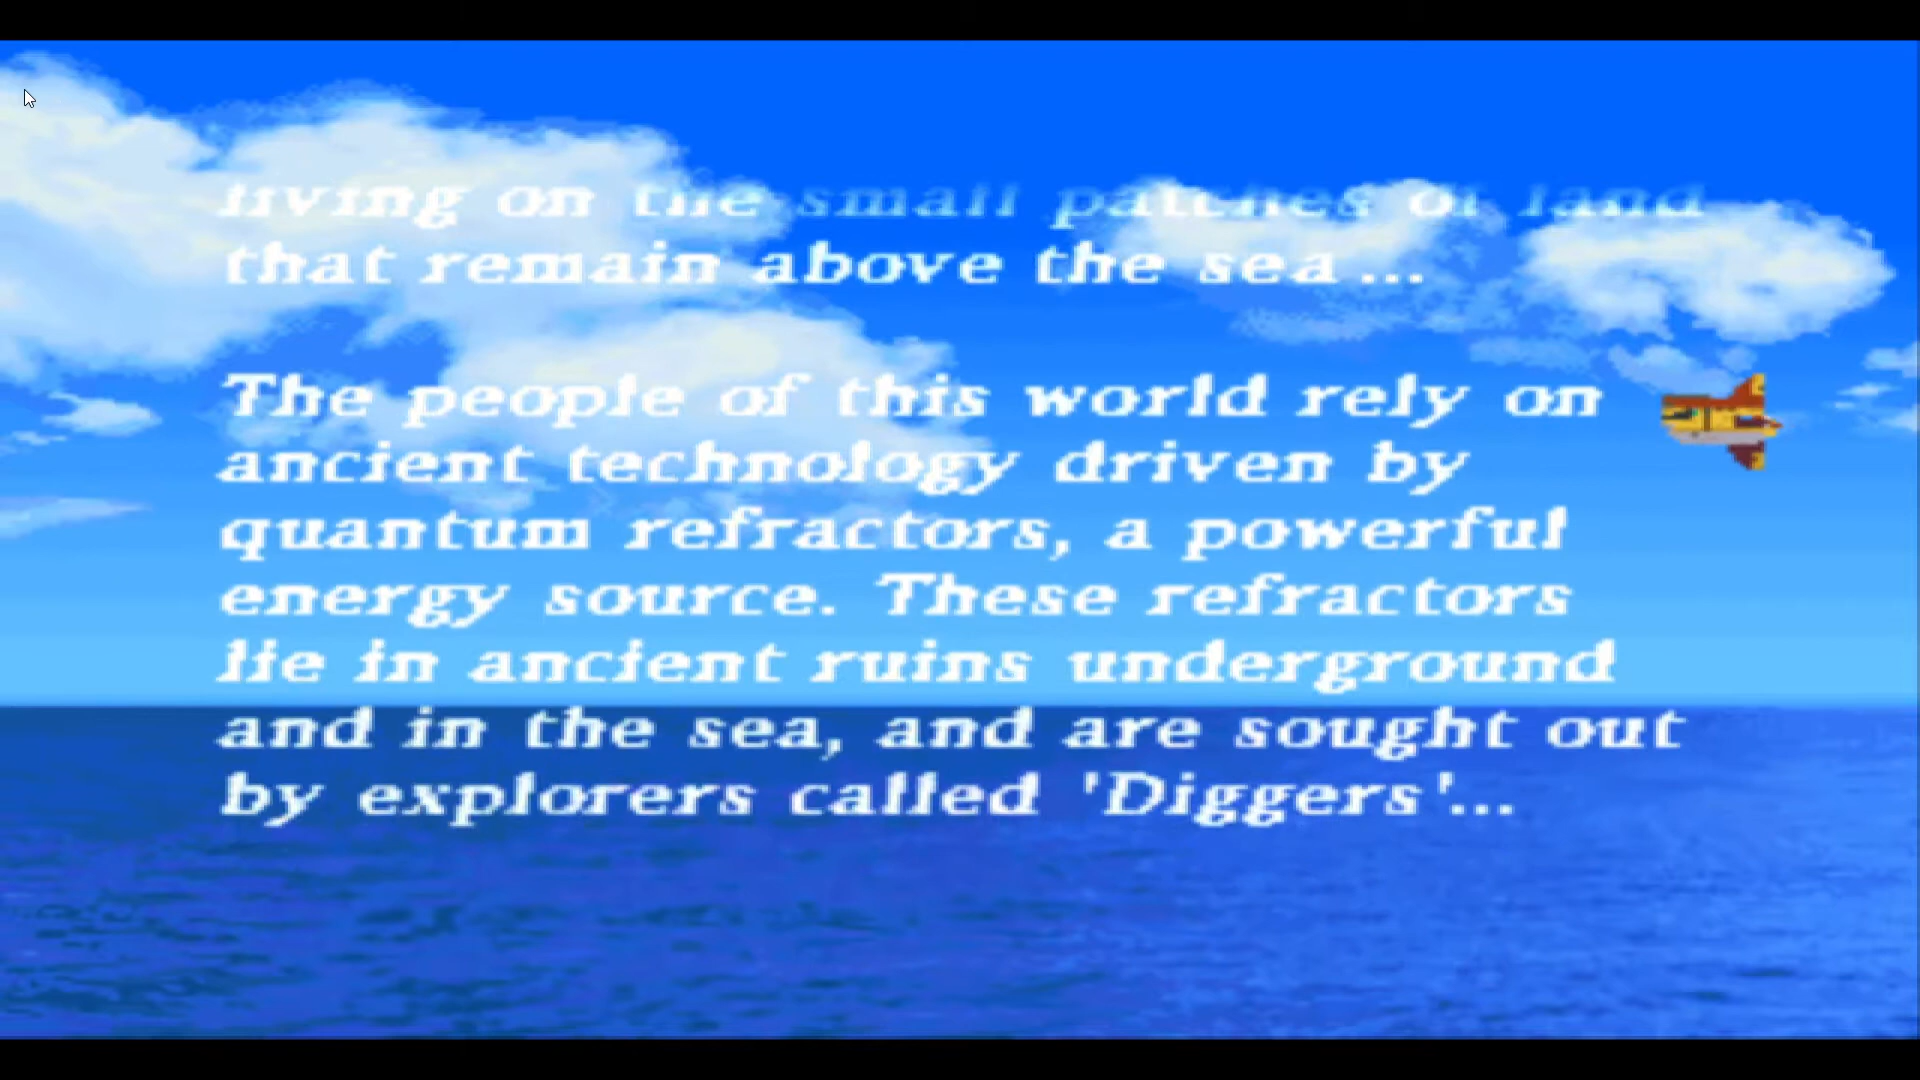 living on the small patches of land
that remain above the sea...
The people of this world rely on
ancient technology driven by
quantum refractors, a powerful
energy source. These refractors
lie in ancient ruins underground
and in the sea, and are sought out
by explorers called 'Diggers'...